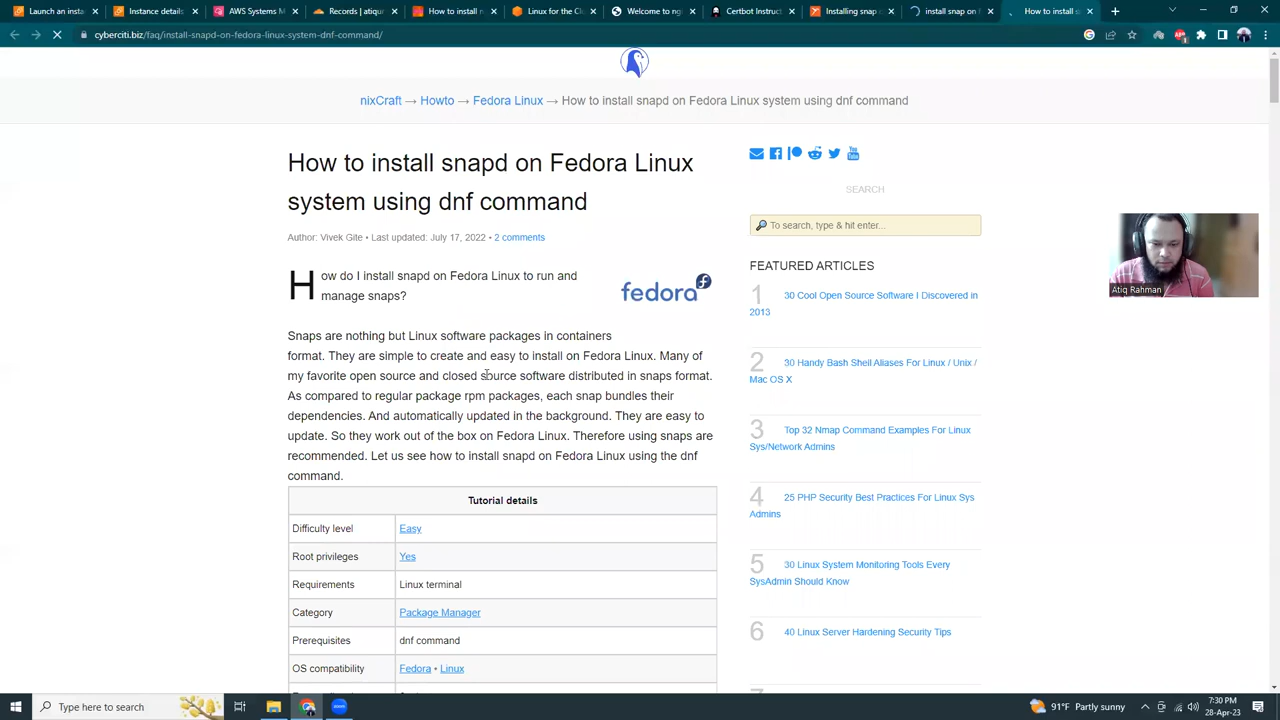 How to install an
Instance details
AWS Systems M
Canada to Ban
Laravel to ngin
Fedora Linux
Linux for the C
Welcome to ng
Certbot Instruc
How to install
How to install
cyberciti.biz/faq/install-snapd-on-fedora-linux-system-dnf-command/
nixCraft → Howto → Fedora Linux → How to install snapd on Fedora Linux system using dnf command
How to install snapd on Fedora Linux
system using dnf command
Author: Vivek Gite • Last updated: July 17, 2022 • 2 comments
How do I install snapd on Fedora Linux to run and
manage snaps?
fedora
Snaps are nothing but Linux software packages in containers
format. They are simple to create and easy to install on Fedora Linux. Many of
my favorite open source and closed source software distributed in snaps format.
As compared to regular package rpm packages, each snap bundles their
dependencies. And automatically updated in the background. They are easy to
update. So they work out of the box on Fedora Linux. Therefore using snaps are
recommended. Let us see how to install snapd on Fedora Linux using the dnf
command.
Tutorial details
Difficulty level Easy
Root privileges Yes
Requirements Linux terminal
Category Package Manager
Prerequisites dnf command
OS compatibility Fedora • Linux
SEARCH
To search, type & hit enter...
FEATURED ARTICLES
1 30 Cool Open Source Software I Discovered in
2013
2 30 Handy Bash Shell Aliases For Linux / Unix /
Mac OS X
3 Top 32 Nmap Command Examples For Linux
Sys/Network Admins
4 25 PHP Security Best Practices For Linux Sys
Admins
5 30 Linux System Monitoring Tools Every
SysAdmin Should Know
6 40 Linux Server Hardening Security Tips
Atiq Rahman
Type here to search
zoom
91°F Partly sunny
7:30 PM
28-Apr-23